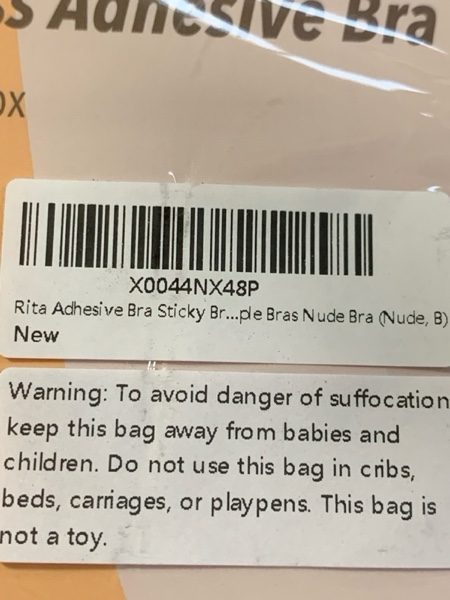 s Adhesive Bra
ox
X0044NX48P
Rita Adhesive Bra Sticky Br...ple Bras Nude Bra (Nude, B)
New
Warning: To avoid danger of suffocation
keep this bag away from babies and
children. Do not use this bag in cribs,
beds, carriages, or playpens. This bag is
not a toy.